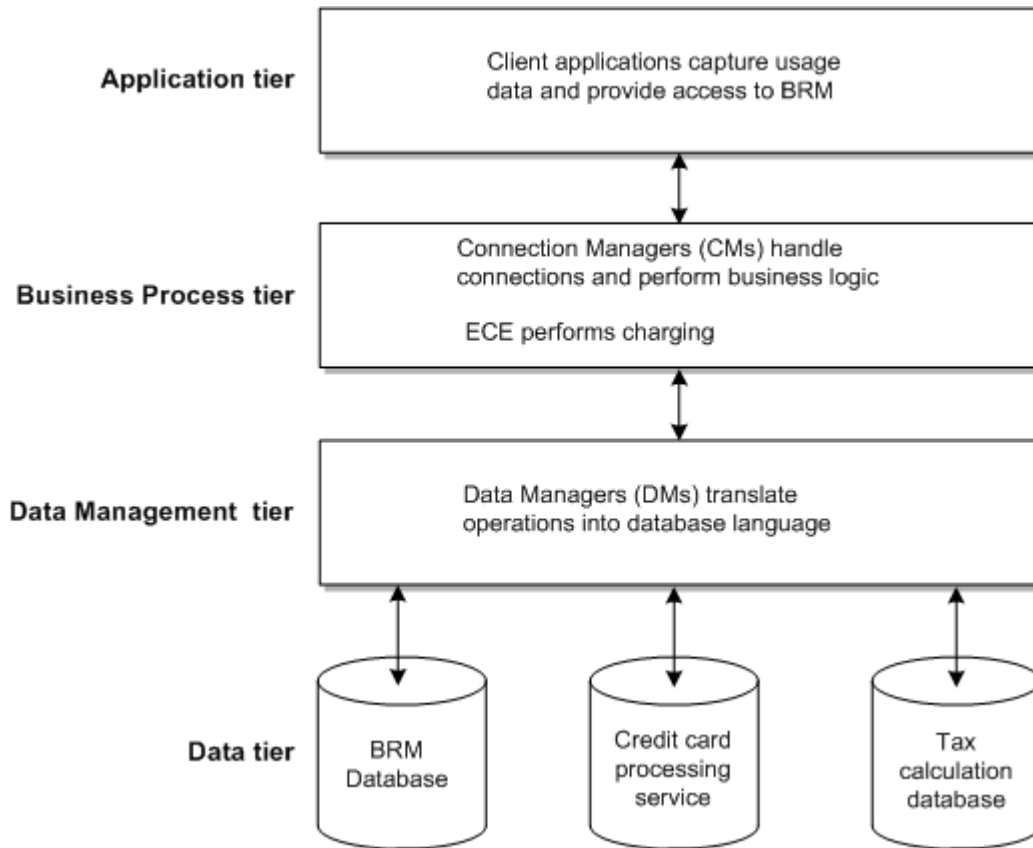 Application tier
Client applications capture usage
data and provide access to BRM
Business Process tier
Connection Managers (CMs) handle
connections and perform business logic
ECE performs charging
Data Management tier
Data Managers (DMs) translate
operations into database language
Data tier
BRM
Database
Credit card
processing
service
Tax
calculation
database